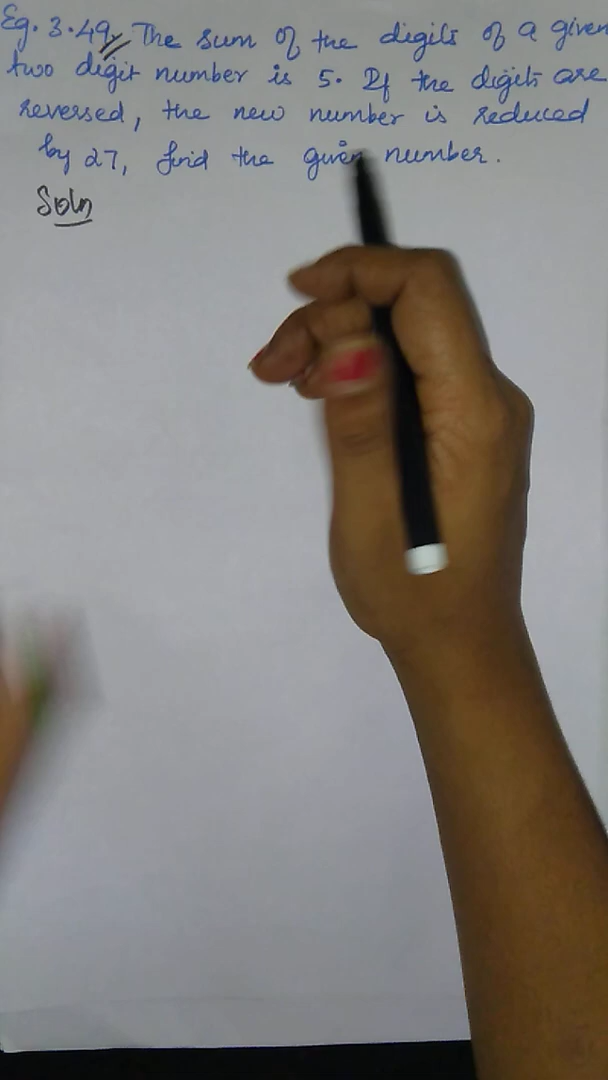 Eg. 3.49, The sum of the digits of a given
two digit number is 5. If the digits are
reversed, the new number is reduced
by 27, find the given number.
Soln